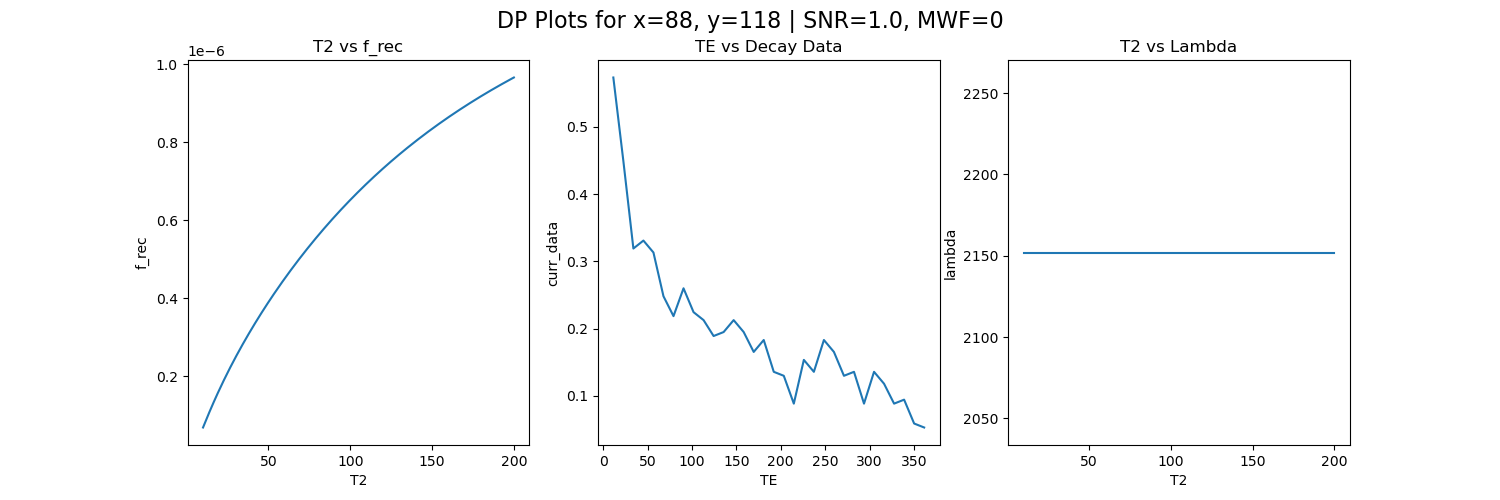 DP Plots for x=88, y=118 | SNR=1.0, MWF=0
T2 vs f_rec
1e−6
1.0
0.8
0.6
0.4
0.2
f_rec
50
100
150
200
T2
TE vs Decay Data
0.5
0.4
0.3
0.2
0.1
curr_data
0
50
100
150
200
250
300
350
TE
T2 vs Lambda
2250
2200
2150
2100
2050
lambda
50
100
150
200
T2